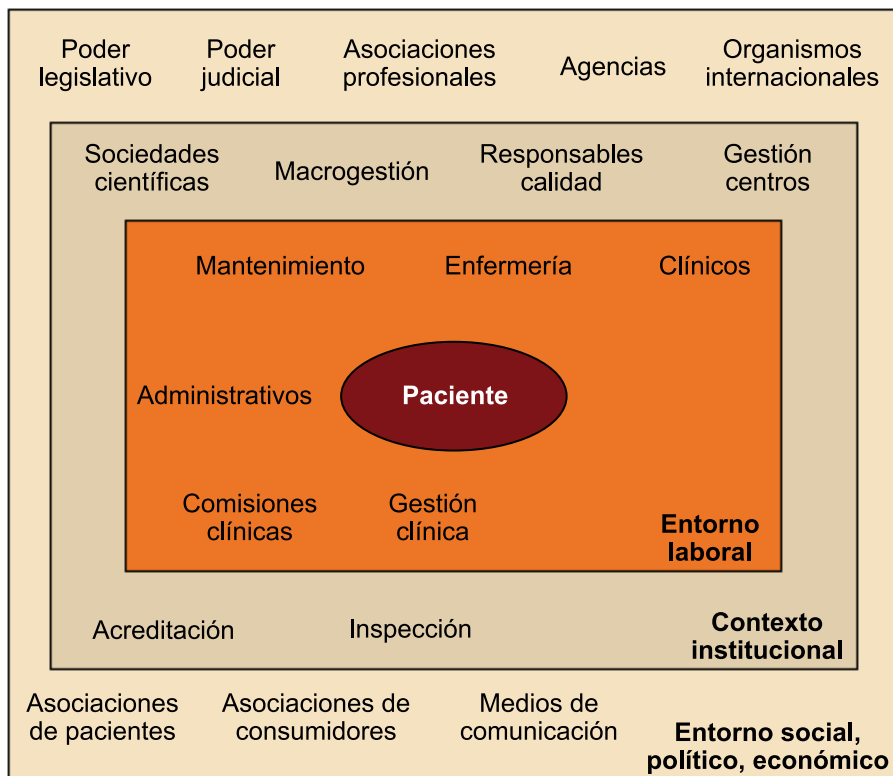 Poder
legislativo
Poder
judicial
Asociaciones
profesionales
Agencias
Organismos
internacionales
Sociedades
científicas
Macrogestión
Responsables
calidad
Gestión
centros
Mantenimiento
Enfermería
Clínicos
Administrativos
Paciente
Comisiones
clínicas
Gestión
clínica
Entorno
laboral
Acreditación
Inspección
Contexto
institucional
Asociaciones
de pacientes
Asociaciones de
consumidores
Medios de
comunicación
Entorno social,
político, económico